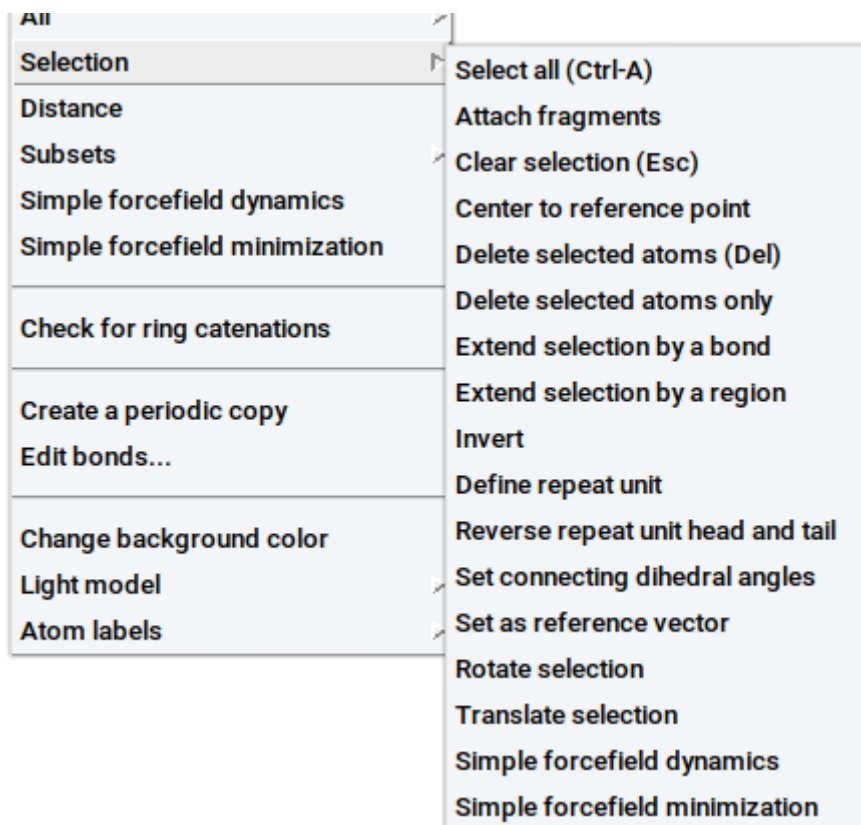 All
Selection
Distance
Subsets
Simple forcefield dynamics
Simple forcefield minimization
Check for ring catenations
Create a periodic copy
Edit bonds...
Change background color
Light model
Atom labels
Select all (Ctrl-A)
Attach fragments
Clear selection (Esc)
Center to reference point
Delete selected atoms (Del)
Delete selected atoms only
Extend selection by a bond
Extend selection by a region
Invert
Define repeat unit
Reverse repeat unit head and tail
Set connecting dihedral angles
Set as reference vector
Rotate selection
Translate selection
Simple forcefield dynamics
Simple forcefield minimization